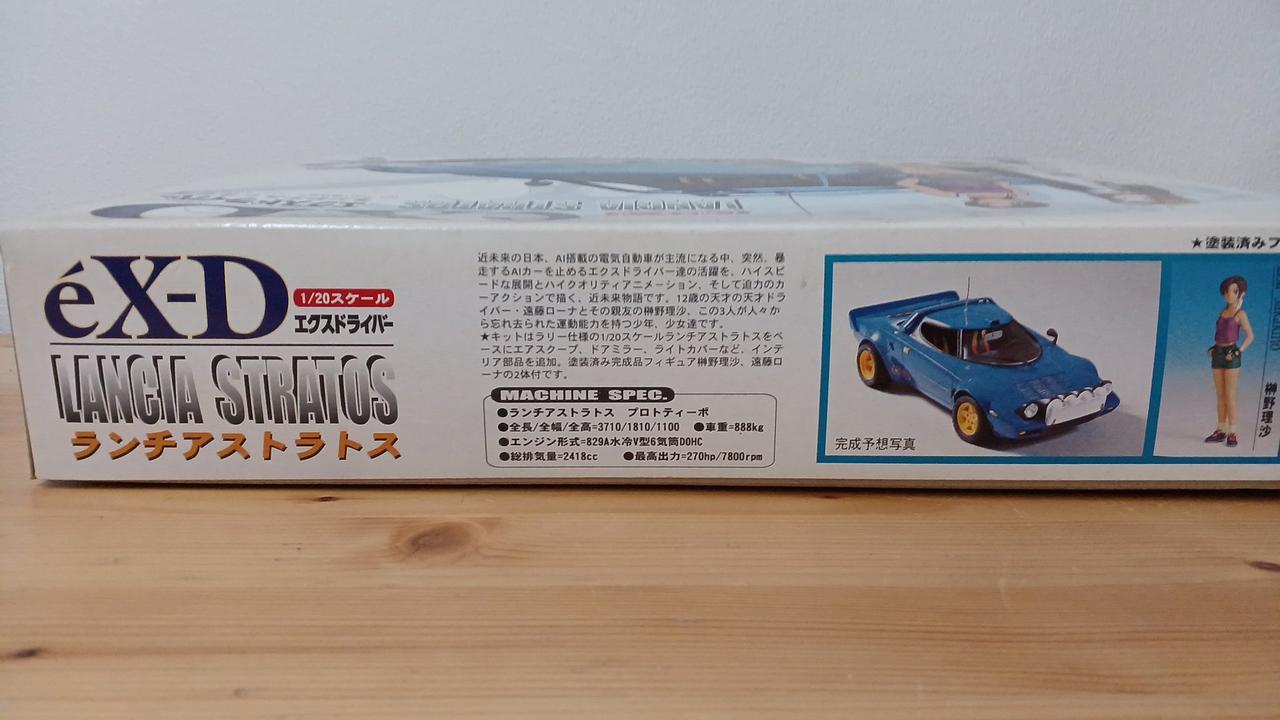 éX-D
1/20スケール
エクスドライバー
LANCIA STRATOS
ランチアストラトス
近未来の日本、AI搭載の電気自動車が主流になる中、突然、暴
走するAIカーを止めるエクスドライバー達の活躍を、ハイスピ
ードな展開とハイクオリティアニメーション、そして迫力のカ
ーアクションで描く、近未来物語です。12歳の天才の天才ドラ
イバー・遠藤ローナとその親友の榊野理沙、この3人が人々か
ら忘れ去られた運動能力を持つ少年、少女達です。
★キットはラリー仕様の1/20スケールランチアストラトスをベ
ースにエアスクープ、ドアミラー、ライトカバーなど、インテ
リア部品を追加。塗装済み完成品フィギュア榊野理沙、遠藤ロ
ーナの2体付です。
MACHINE SPEC.
●ランチアストラトス プロトティーポ
●全長/全幅/全高=3710/1810/1100 ●車重=888kg
●エンジン形式=829A水冷V型6気筒DOHC
●総排気量=2418cc ●最高出力=270hp/7800rpm
完成予想写真
★塗装済みフ
榊野理沙
LANCIA STRATOS